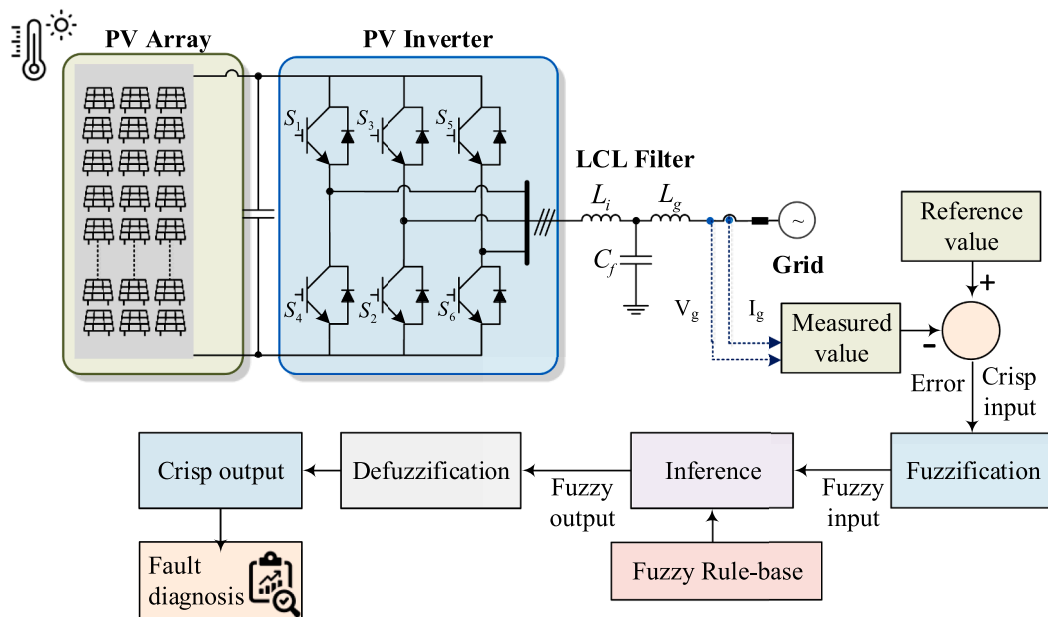 PV Array
PV Inverter
S1
S3
S5
S4
S2
S6
LCL Filter
Li
Lg
Cf
~
Grid
Vg
Ig
Reference
value
+
Measured
value
-
Error
Crisp
input
Crisp output
Defuzzification
Inference
Fuzzification
Fuzzy
output
Fuzzy
input
Fault
diagnosis
Fuzzy Rule-base